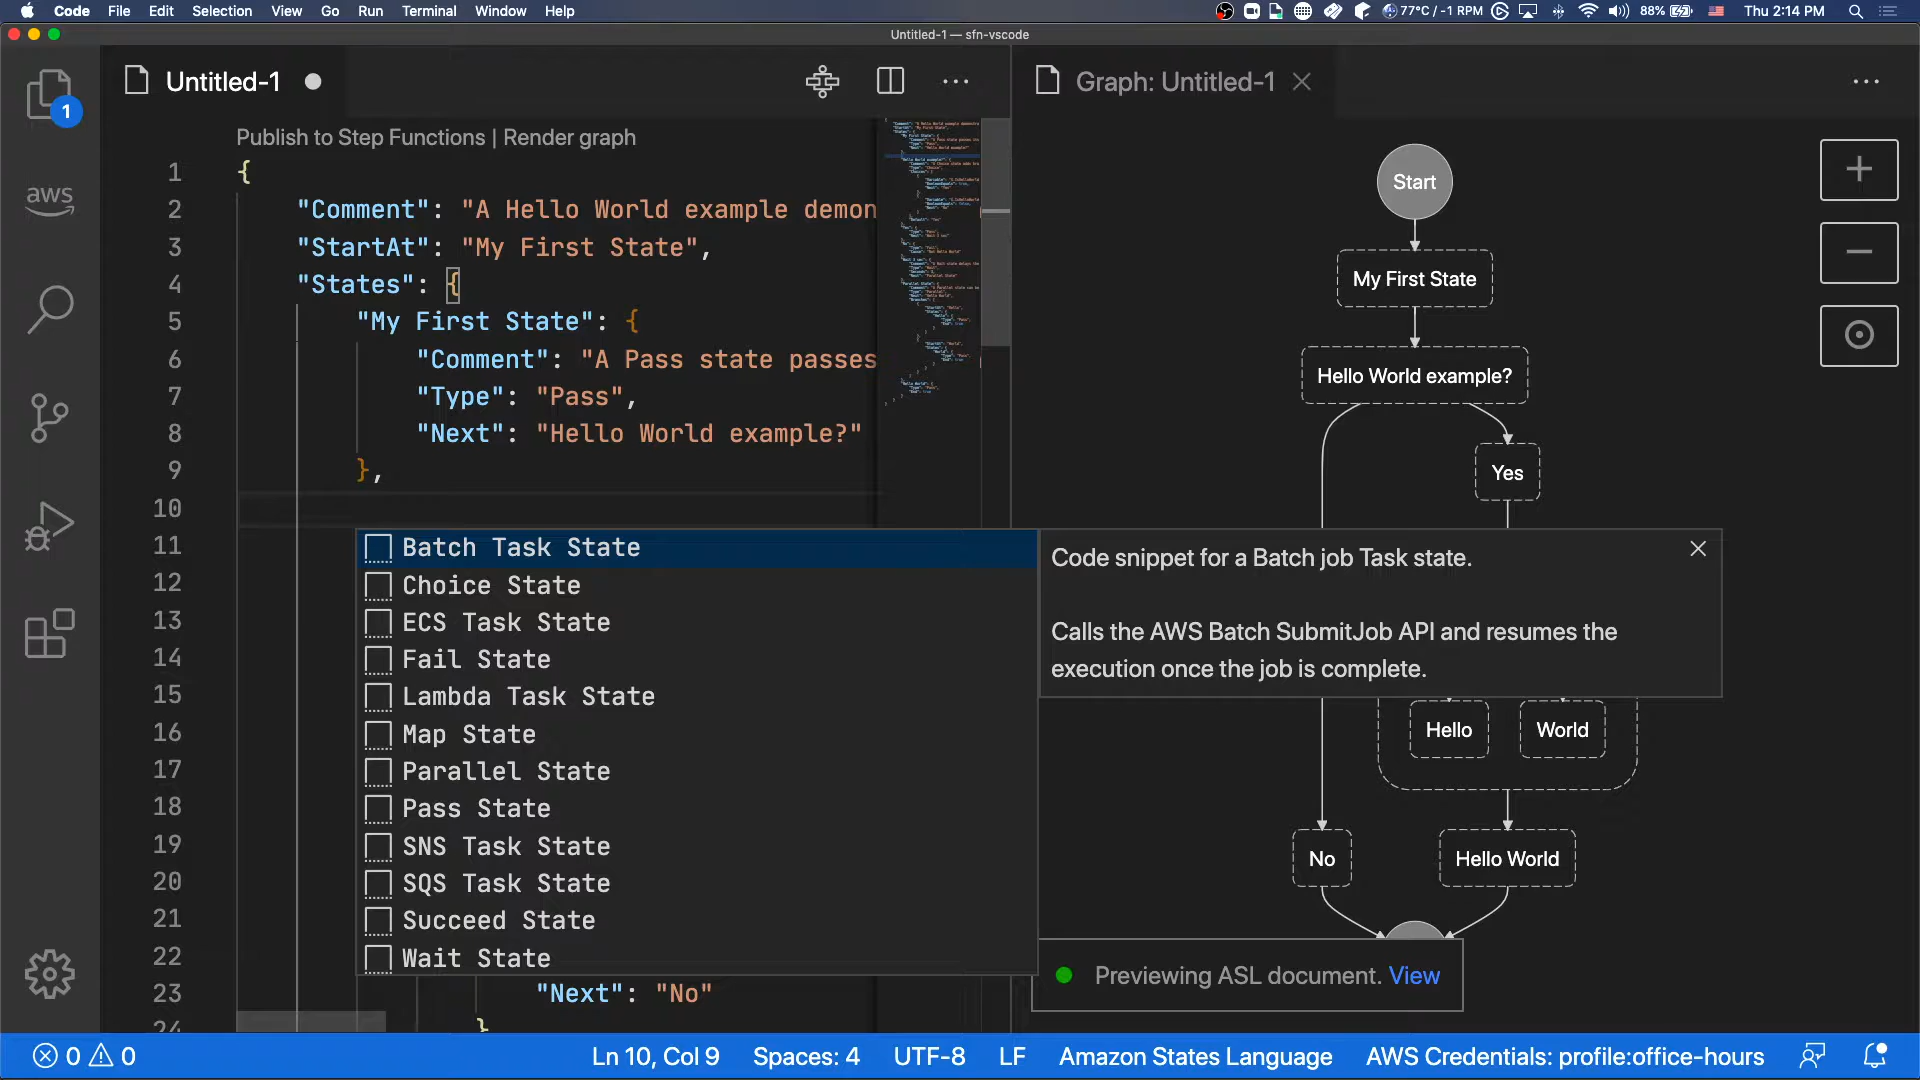 Code File Edit Selection View Go Run Terminal Window Help
77°C / -1 RPM 88% Thu 2:14 PM
Untitled-1 — sfn-vscode
Untitled-1
Graph: Untitled-1
1
aws
Publish to Step Functions | Render graph
1 {
2 "Comment": "A Hello World example demon
3 "StartAt": "My First State",
4 "States": {
5 "My First State": {
6 "Comment": "A Pass state passes
7 "Type": "Pass",
8 "Next": "Hello World example?"
9 },
10
11
12
13
14
15
16
17
18
19
20
21
22
23 "Next": "No"
24 }
Batch Task State
Choice State
ECS Task State
Fail State
Lambda Task State
Map State
Parallel State
Pass State
SNS Task State
SQS Task State
Succeed State
Wait State
Code snippet for a Batch job Task state.
Calls the AWS Batch SubmitJob API and resumes the
execution once the job is complete.
Start
My First State
Hello World example?
Yes
Hello
World
No
Hello World
Previewing ASL document. View
0 0
Ln 10, Col 9 Spaces: 4 UTF-8 LF Amazon States Language AWS Credentials: profile:office-hours